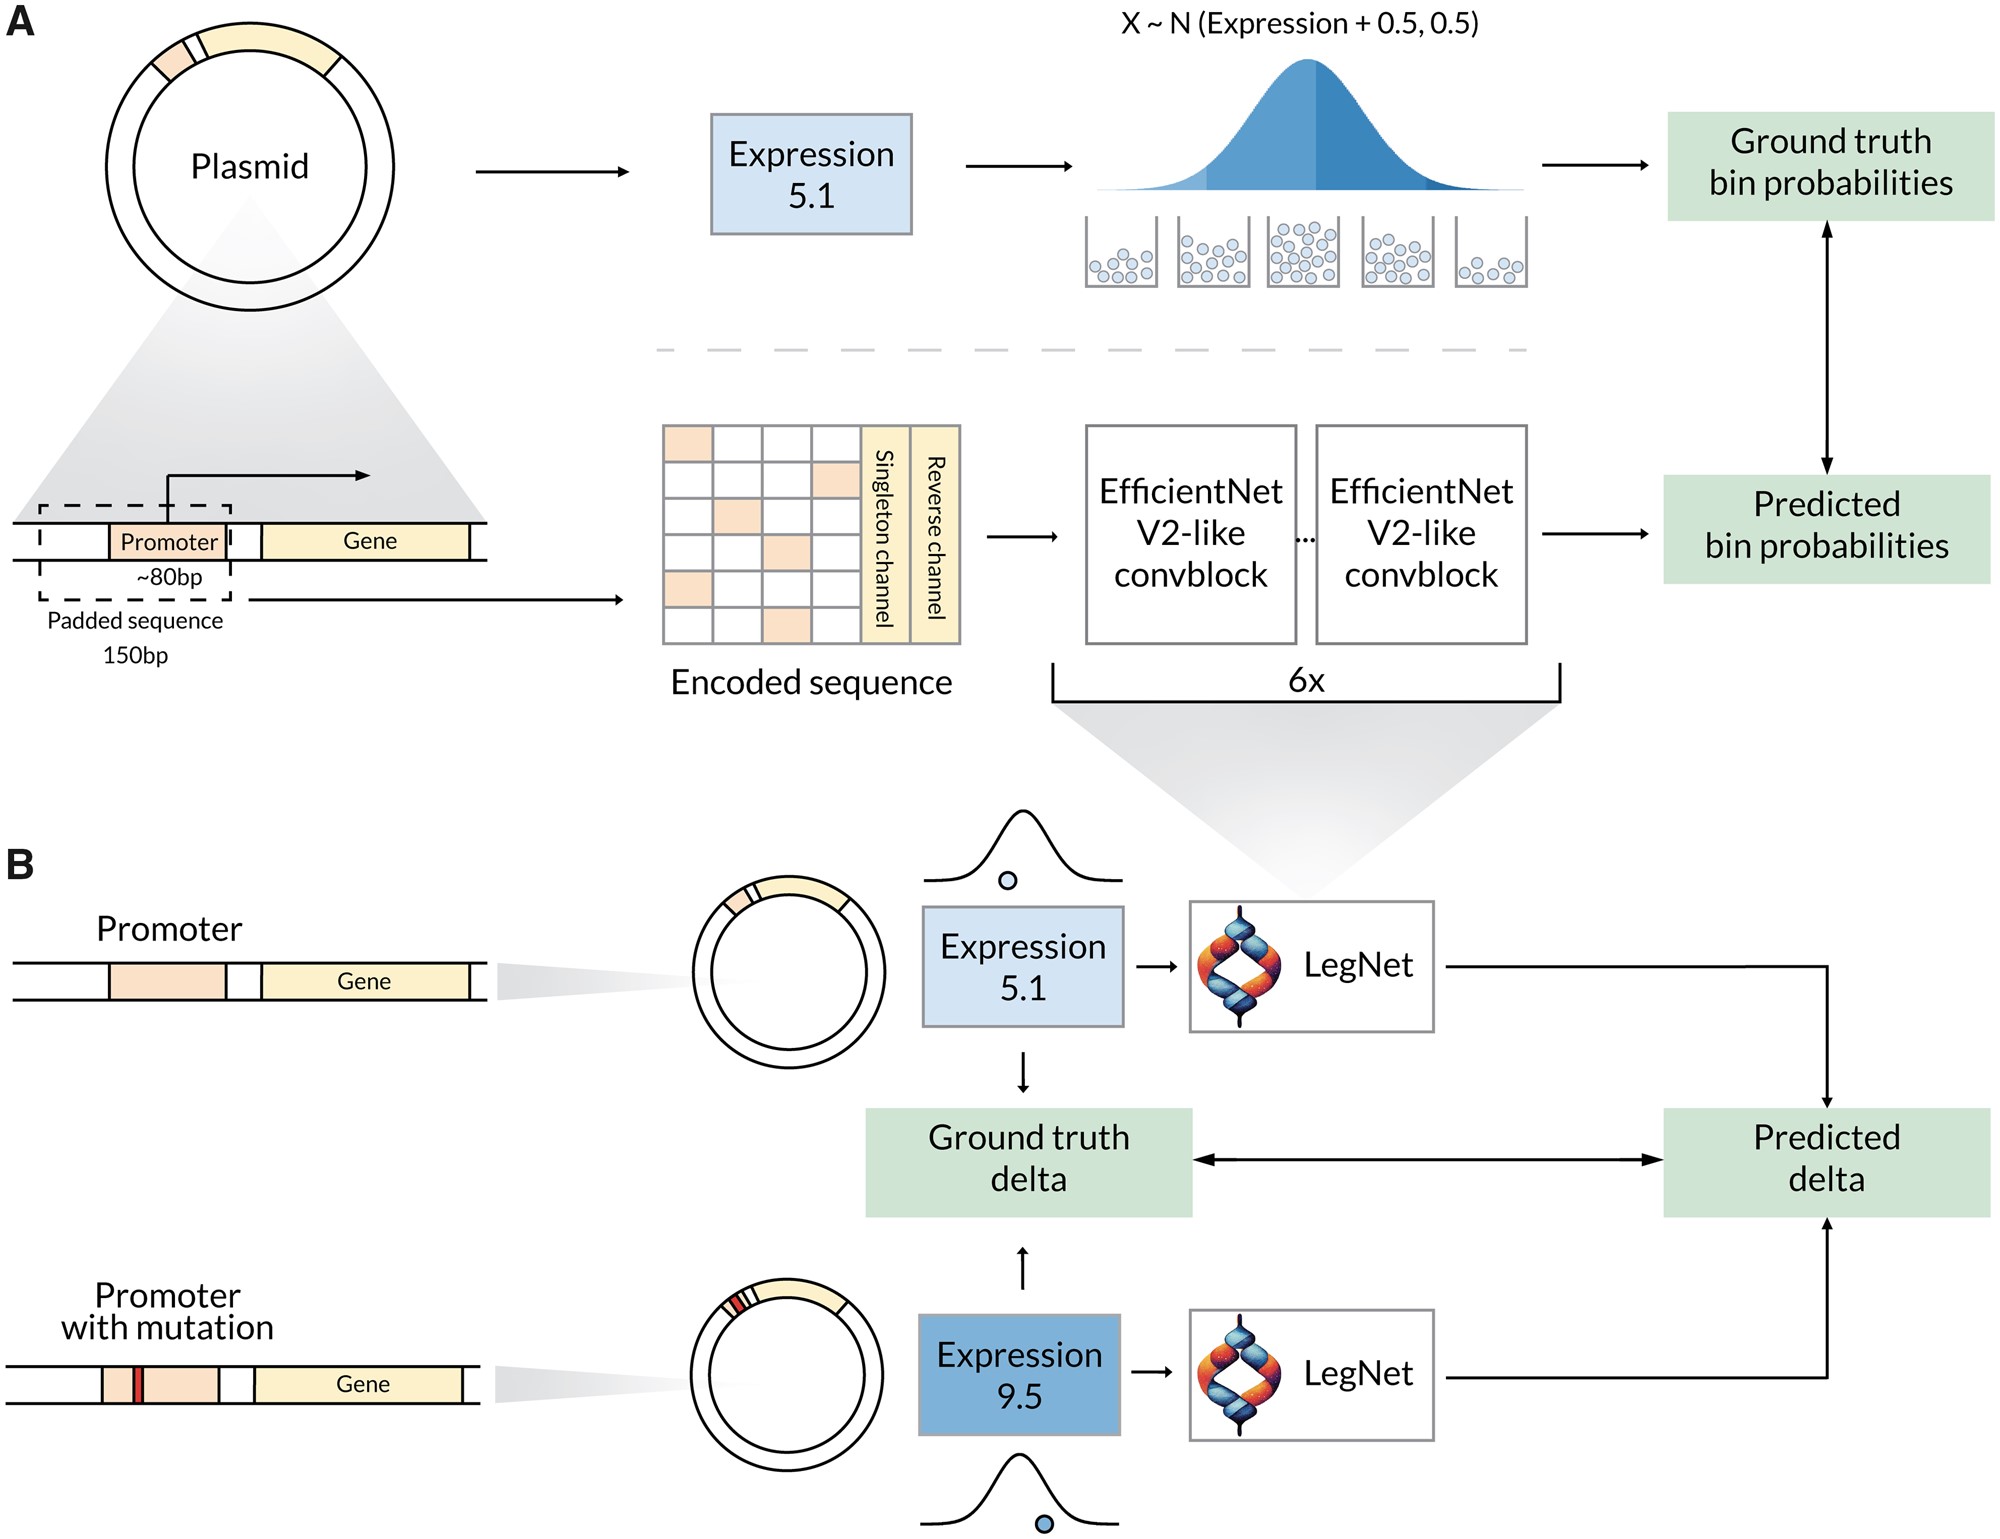 A
X ~ N (Expression + 0.5, 0.5)
Plasmid
Expression
5.1
Ground truth
bin probabilities
Promoter
Gene
~80bp
Padded sequence
150bp
Singleton channel
Reverse channel
Encoded sequence
EfficientNet
V2-like
convblock
...
EfficientNet
V2-like
convblock
6x
Predicted
bin probabilities
B
Promoter
Gene
Expression
5.1
LegNet
Ground truth
delta
Predicted
delta
Promoter
with mutation
Gene
Expression
9.5
LegNet